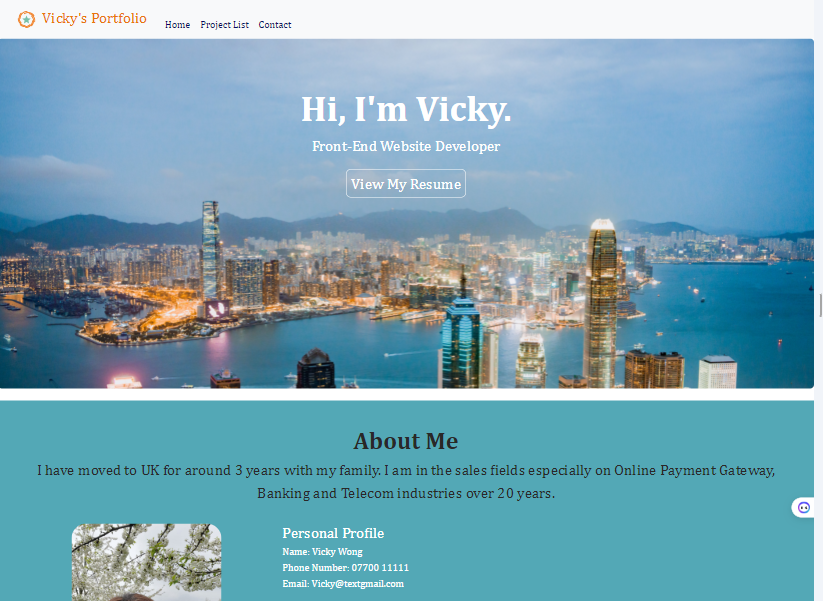 Vicky's Portfolio
Home Project List Contact
Hi, I'm Vicky.
Front-End Website Developer
View My Resume
About Me
I have moved to UK for around 3 years with my family. I am in the sales fields especially on Online Payment Gateway,
Banking and Telecom industries over 20 years.
Personal Profile
Name: Vicky Wong
Phone Number: 07700 11111
Email: Vicky@textgmail.com